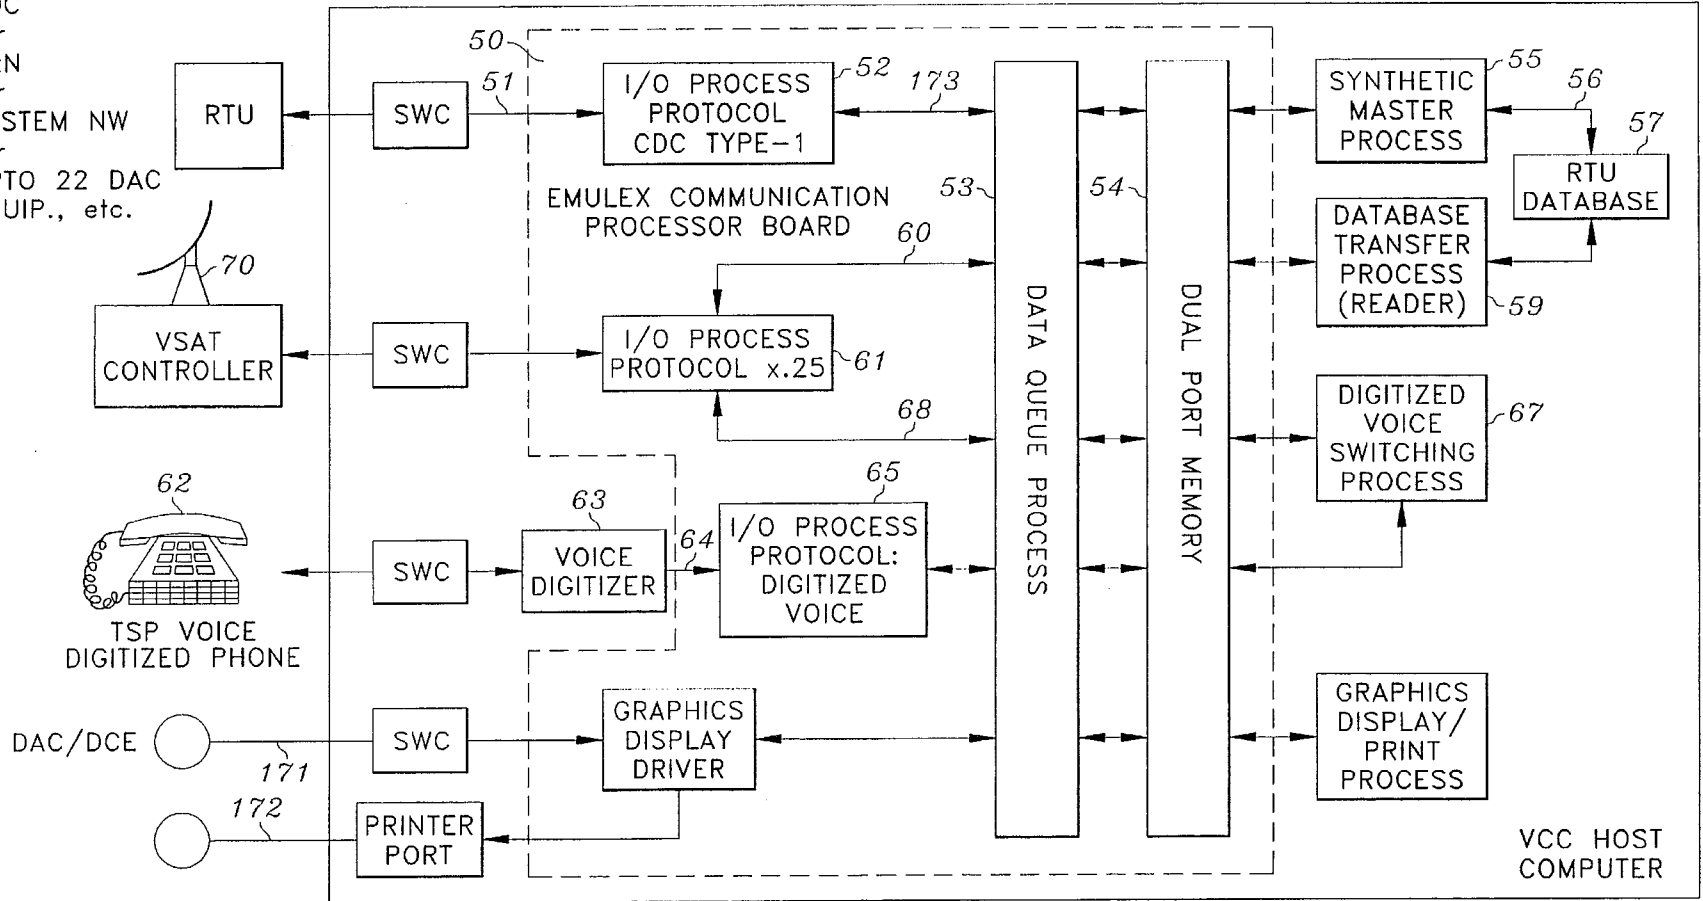 RTU
SWC
50
51
I/O PROCESS
PROTOCOL
CDC TYPE-1
52
173
EMULEX COMMUNICATION
PROCESSOR BOARD
53
54
DATA QUEUE PROCESS
DUAL PORT MEMORY
SYNTHETIC
MASTER
PROCESS
55
56
57
RTU
DATABASE
DATABASE
TRANSFER
PROCESS
(READER)
59
STEM NW
TO 22 DAC
UIP., etc.
70
VSAT
CONTROLLER
SWC
60
I/O PROCESS
PROTOCOL x.25
61
68
DIGITIZED
VOICE
SWITCHING
PROCESS
67
62
TSP VOICE
DIGITIZED PHONE
SWC
63
VOICE
DIGITIZER
64
65
I/O PROCESS
PROTOCOL:
DIGITIZED
VOICE
DAC/DCE
171
SWC
GRAPHICS
DISPLAY
DRIVER
172
PRINTER
PORT
GRAPHICS
DISPLAY/
PRINT
PROCESS
VCC HOST
COMPUTER